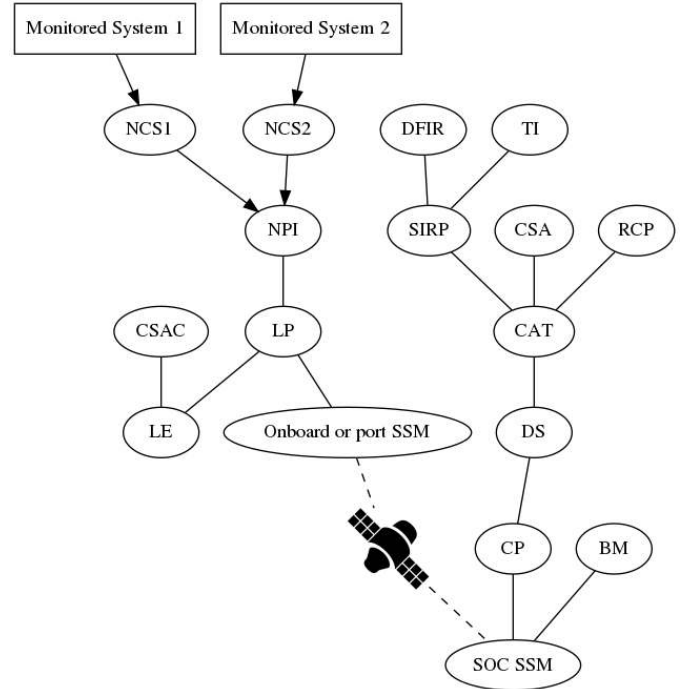 Monitored System 1
Monitored System 2
NCS1
NCS2
DFIR
TI
NPI
SIRP
CSA
RCP
CSAC
LP
CAT
LE
Onboard or port SSM
DS
CP
BM
SOC SSM